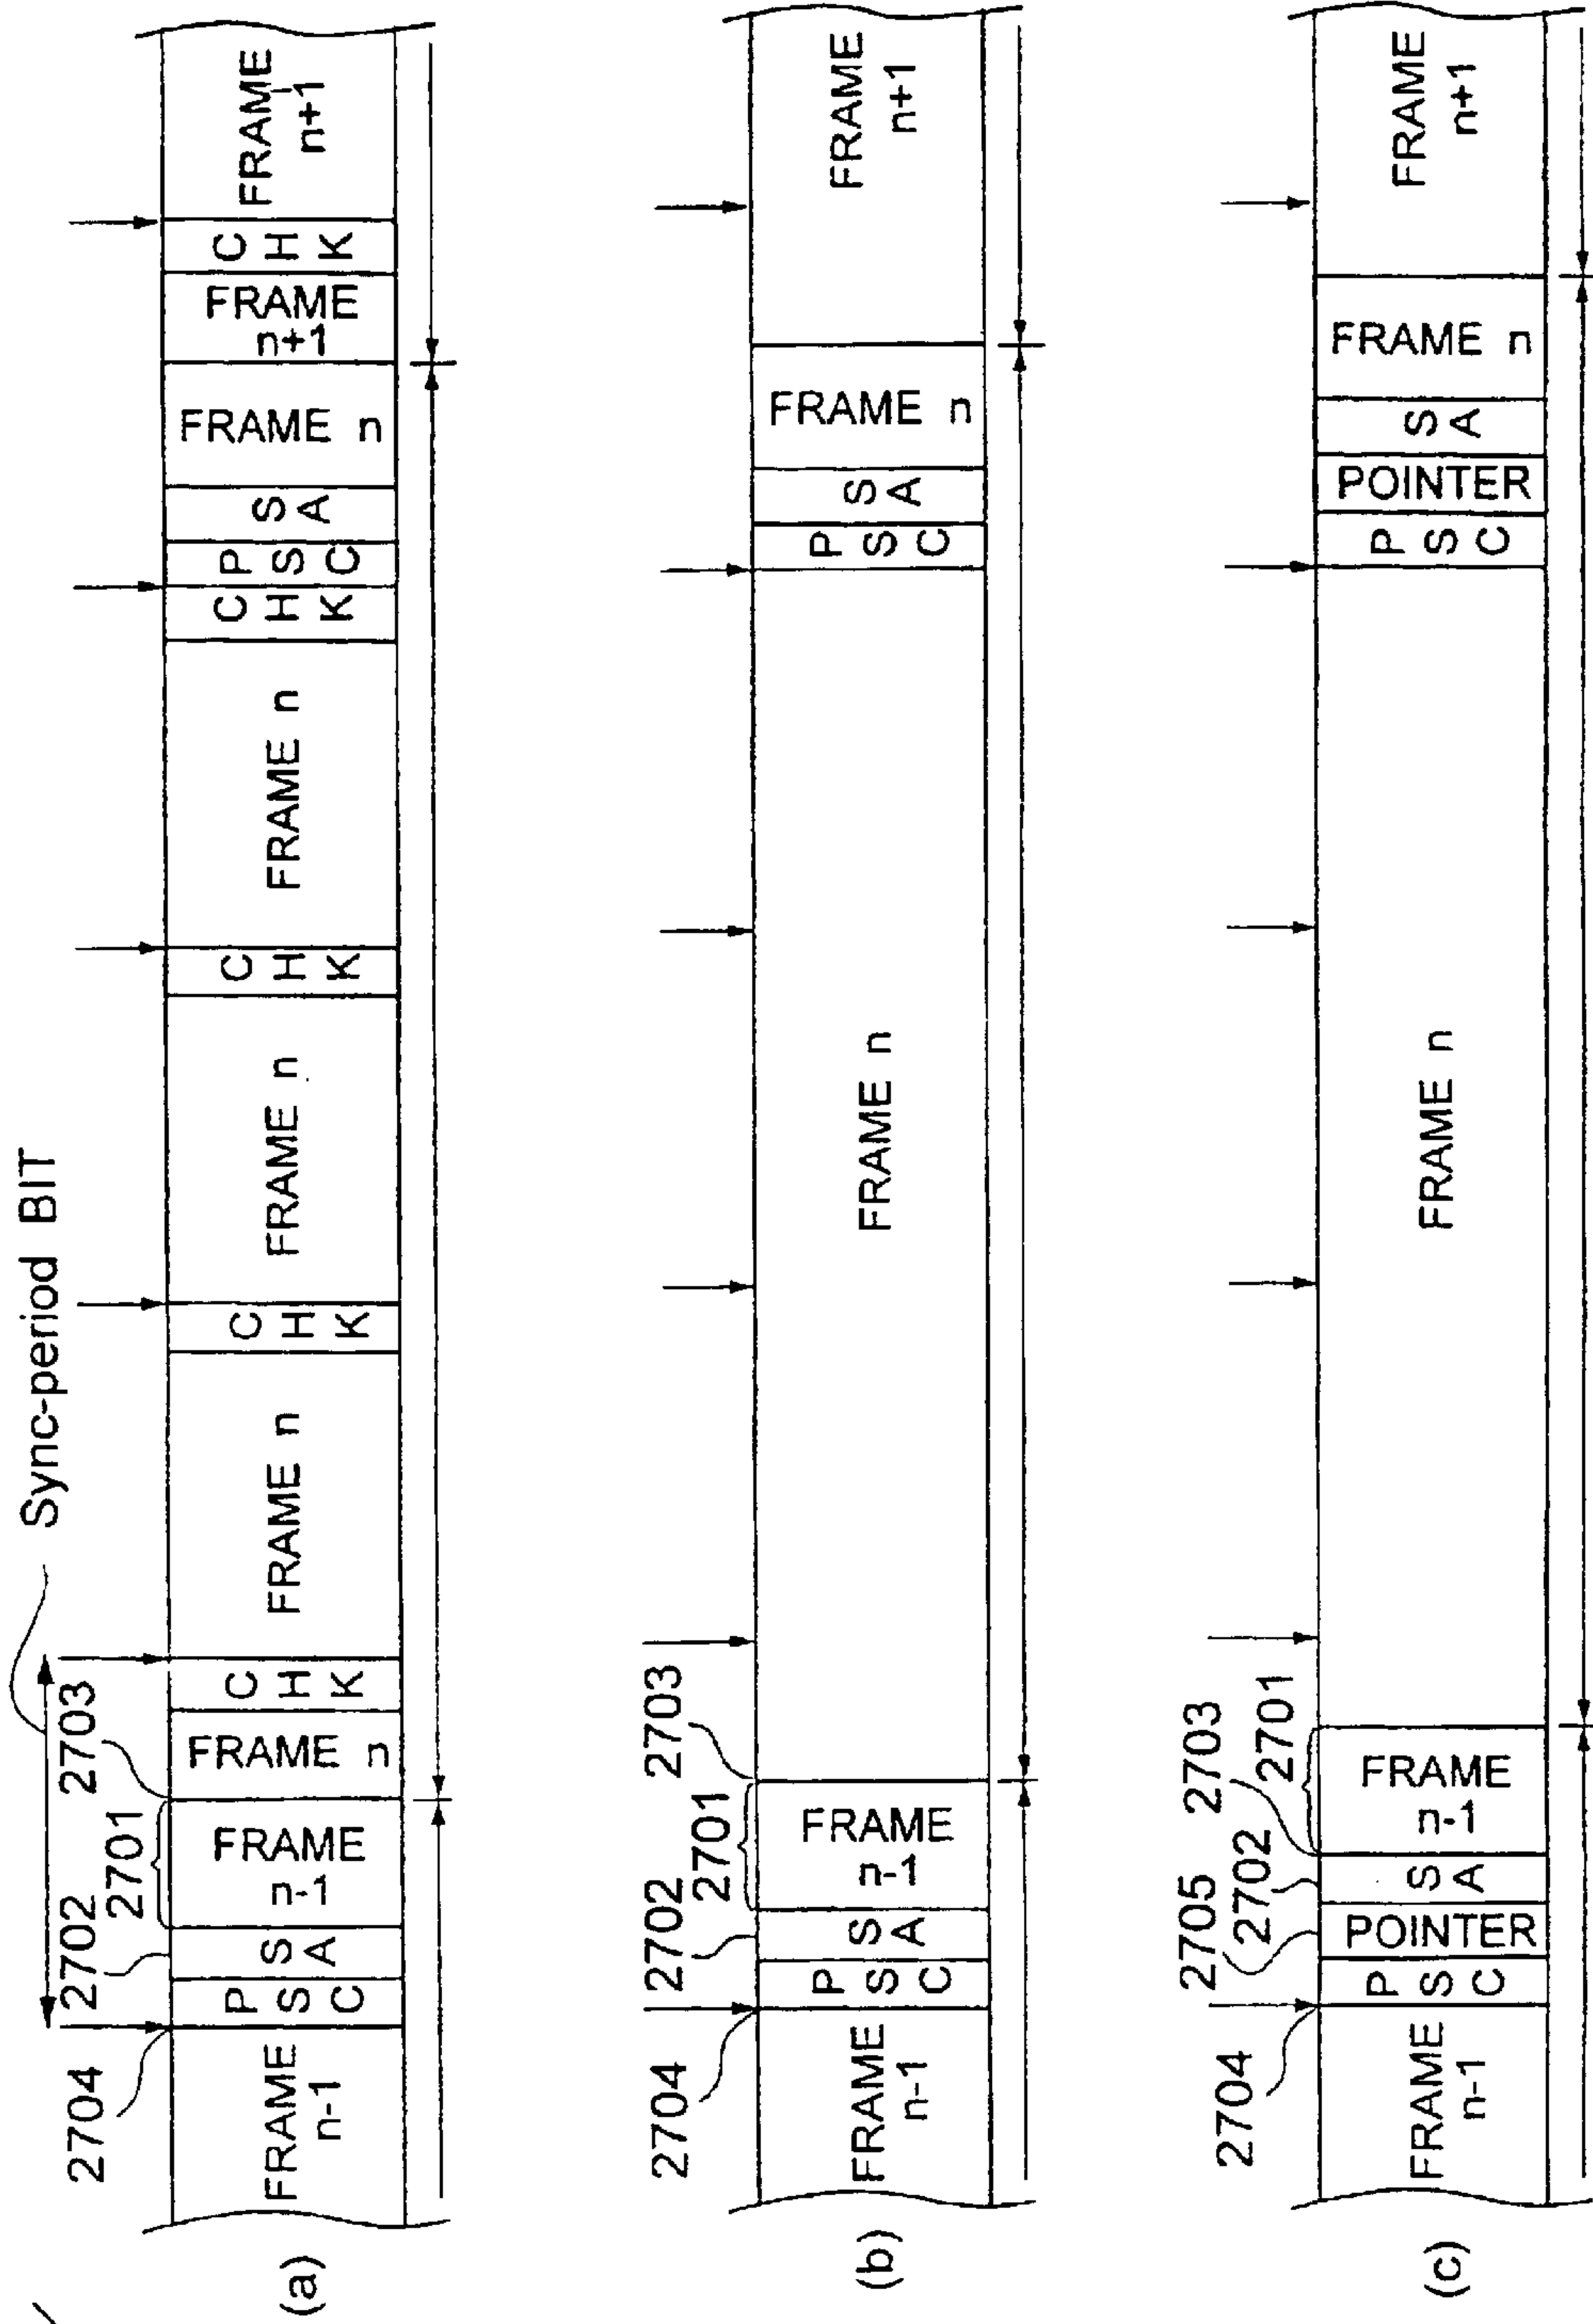 Sync-period BIT
2704
2702
2701
2703
(a)
FRAME
n-1
PSC
SA
FRAME
n-1
FRAME n
CHK
FRAME n
CHK
FRAME n
CHK
FRAME n
CHK
PSC
SA
FRAME n
FRAME
n+1
CHK
FRAME
n+1
2704
2702
2701
2703
(b)
FRAME
n-1
PSC
SA
FRAME
n-1
FRAME n
PSC
SA
FRAME n
FRAME
n+1
2704
2705
2702
2703
2701
(c)
FRAME
n-1
PSC
POINTER
SA
FRAME
n-1
FRAME n
PSC
POINTER
SA
FRAME n
FRAME
n+1